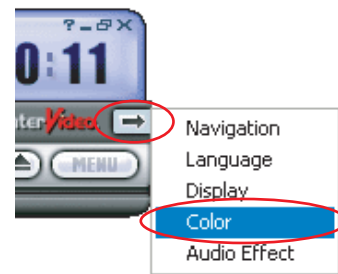 0:11
terVideo
MENU
Navigation
Language
Display
Color
Audio Effect